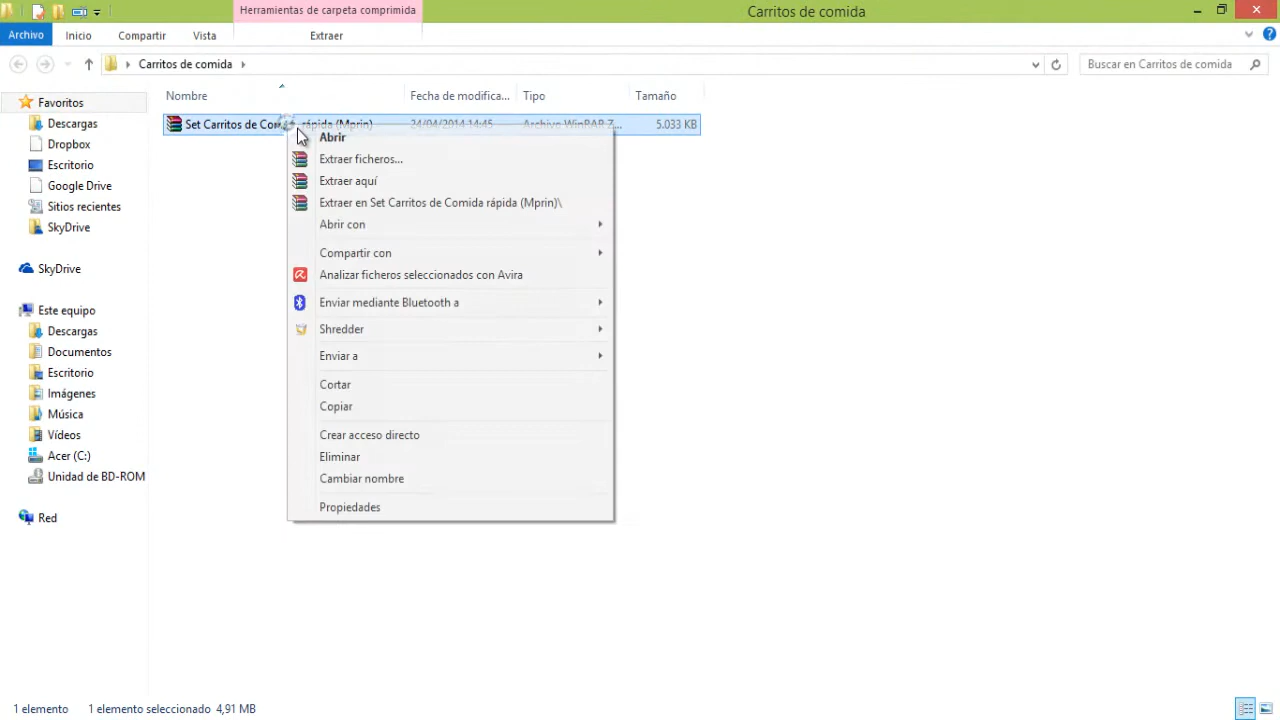 Herramientas de carpeta comprimida
Carritos de comida
Archivo Inicio Compartir Vista Extraer
Carritos de comida
Buscar en Carritos de comida
Nombre Fecha de modifica... Tipo Tamaño
Set Carritos de Com rápida (Mprin) 24/04/2014 14:45 Archivo WinRAR Z... 5.033 KB
Favoritos
Descargas
Dropbox
Escritorio
Google Drive
Sitios recientes
SkyDrive
SkyDrive
Este equipo
Descargas
Documentos
Escritorio
Imágenes
Música
Vídeos
Acer (C:)
Unidad de BD-ROM
Red
Abrir
Extraer ficheros...
Extraer aquí
Extraer en Set Carritos de Comida rápida (Mprin)\
Abrir con
Compartir con
Analizar ficheros seleccionados con Avira
Enviar mediante Bluetooth a
Shredder
Enviar a
Cortar
Copiar
Crear acceso directo
Eliminar
Cambiar nombre
Propiedades
1 elemento 1 elemento seleccionado 4,91 MB